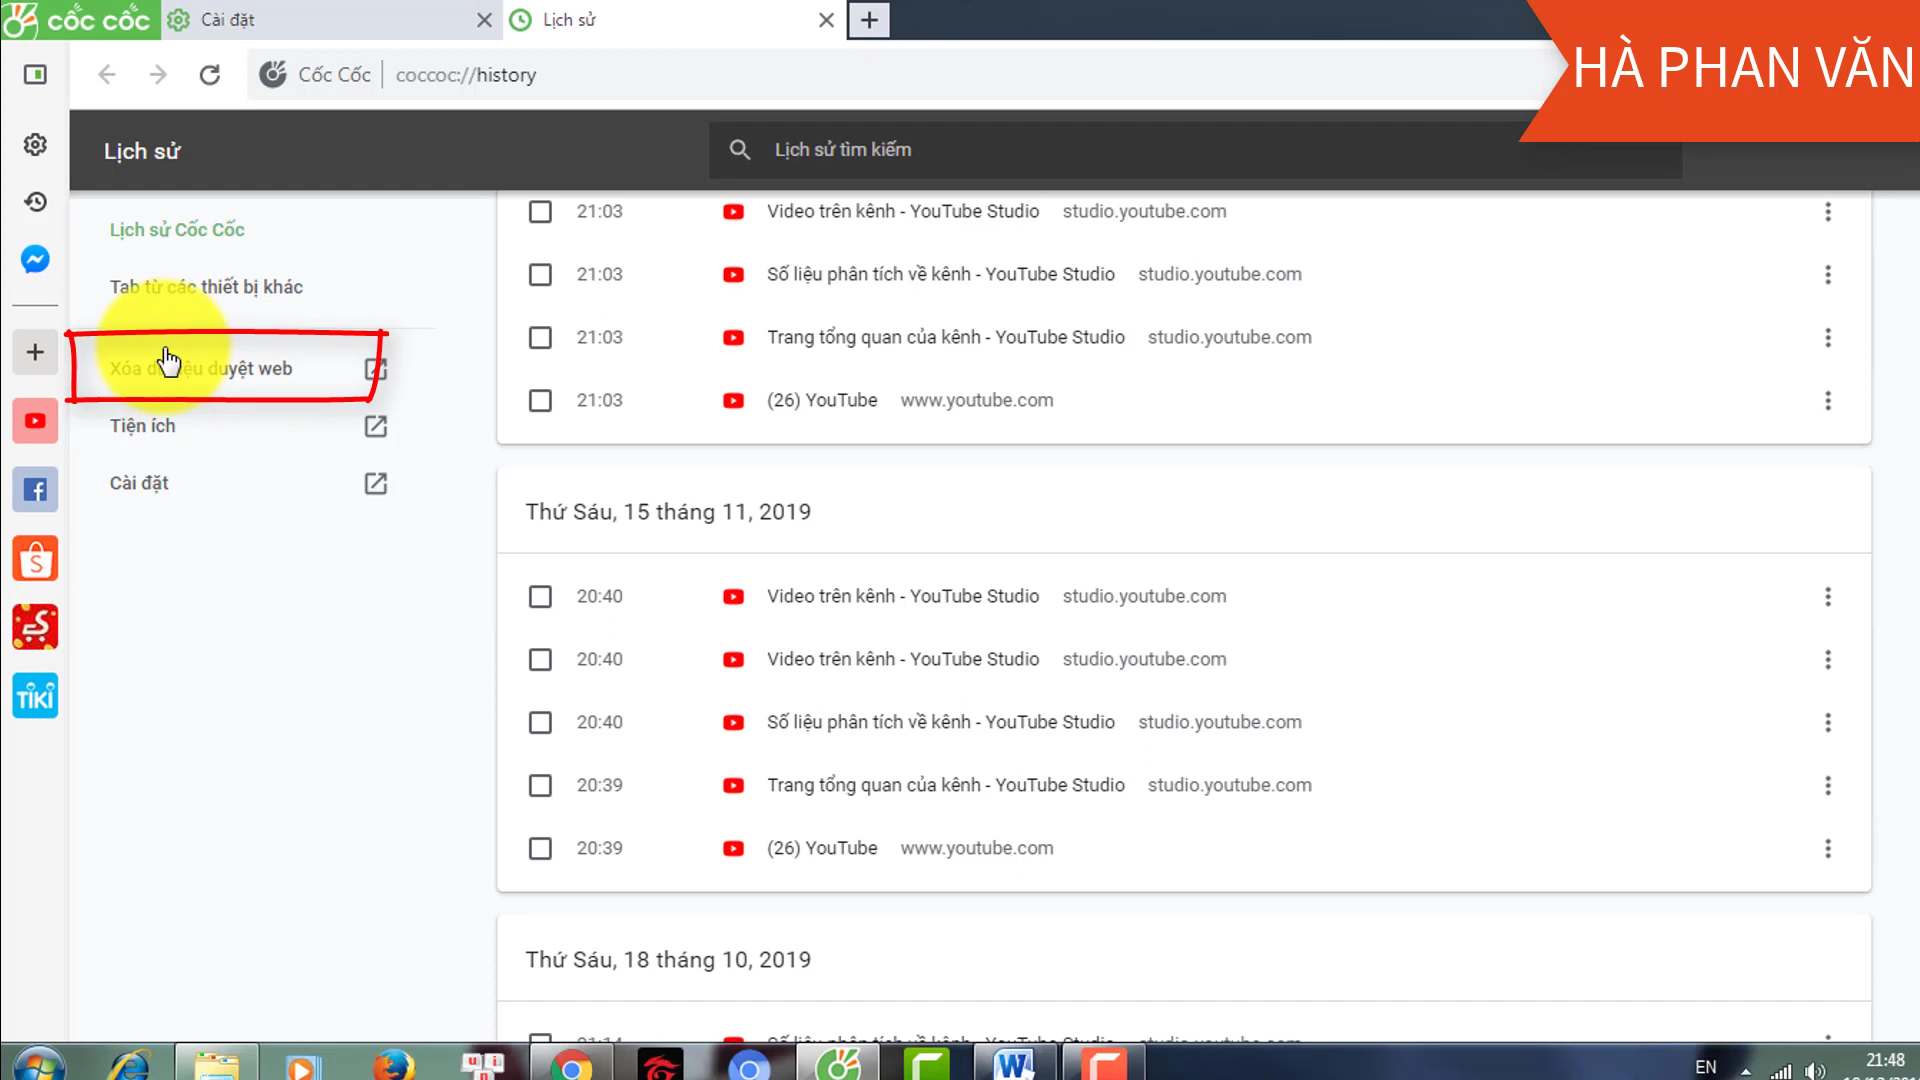 cốc cốc
Cài đặt
Lịch sử
HÀ PHAN VĂN
Cốc Cốc
coccoc://history
Lịch sử
Lịch sử tìm kiếm
Lịch sử Cốc Cốc
Tab từ các thiết bị khác
Xóa duyệt web
Tiện ích
Cài đặt
21:03 Video trên kênh - YouTube Studio studio.youtube.com
21:03 Số liệu phân tích về kênh - YouTube Studio studio.youtube.com
21:03 Trang tổng quan của kênh - YouTube Studio studio.youtube.com
21:03 (26) YouTube www.youtube.com
Thứ Sáu, 15 tháng 11, 2019
20:40 Video trên kênh - YouTube Studio studio.youtube.com
20:40 Video trên kênh - YouTube Studio studio.youtube.com
20:40 Số liệu phân tích về kênh - YouTube Studio studio.youtube.com
20:39 Trang tổng quan của kênh - YouTube Studio studio.youtube.com
20:39 (26) YouTube www.youtube.com
Thứ Sáu, 18 tháng 10, 2019
TIKI
EN
21:48